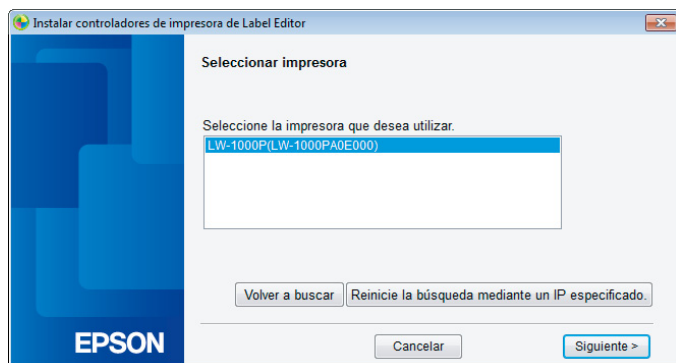 Instalar controladores de impresora de Label Editor
Seleccionar impresora
Seleccione la impresora que desea utilizar.
LW-1000P(LW-1000PA0E000)
Volver a buscar
Reinicie la búsqueda mediante un IP especificado.
EPSON
Cancelar
Siguiente >